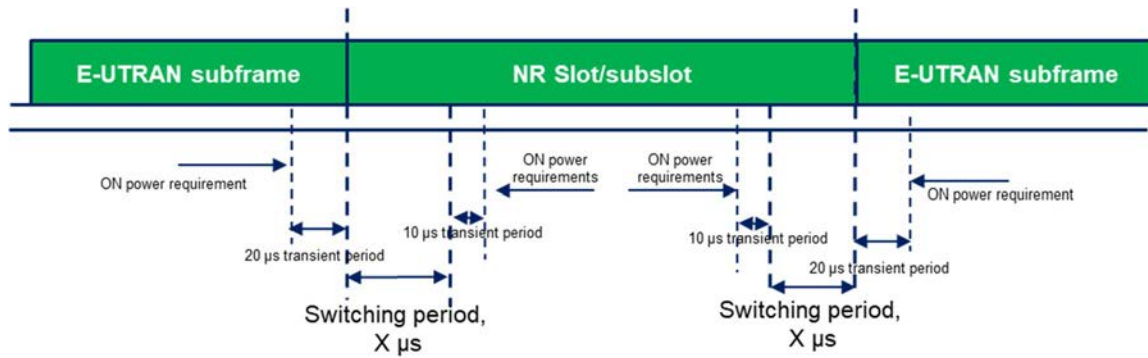 E-UTRAN subframe
NR Slot/subslot
E-UTRAN subframe
ON power requirement
ON power
requirements
ON power
requirements
ON power requirement
20 µs transient period
10 µs transient period
10 µs transient period
20 µs transient period
Switching period,
X µs
Switching period,
X µs